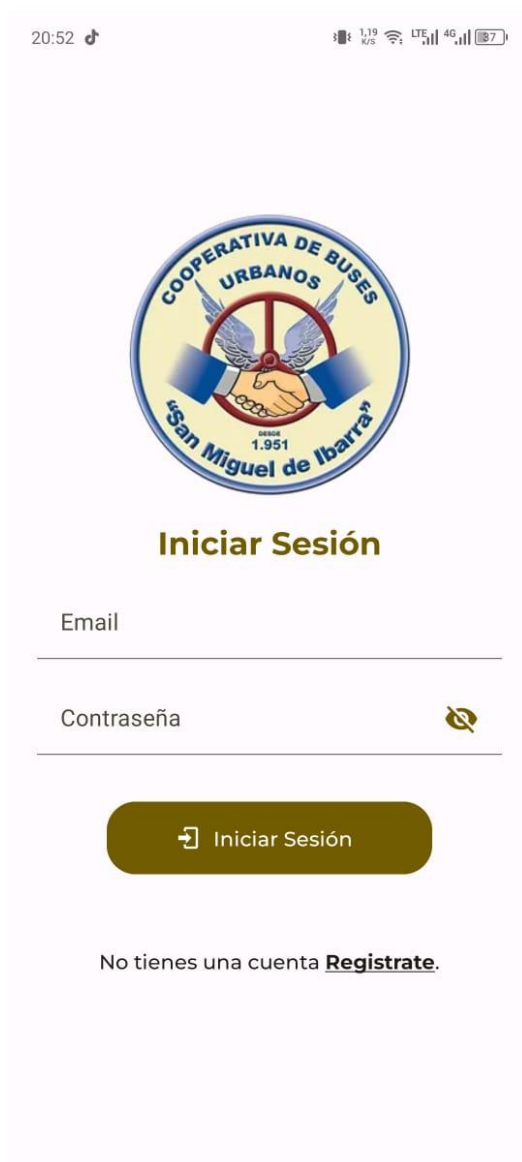 20:52
1,19
K/S
LTE
4G
37
COOPERATIVA DE BUSES
URBANOS
DESDE
1.951
"San Miguel de Ibarra"
Iniciar Sesión
Email
Contraseña
Iniciar Sesión
No tienes una cuenta Registrate.